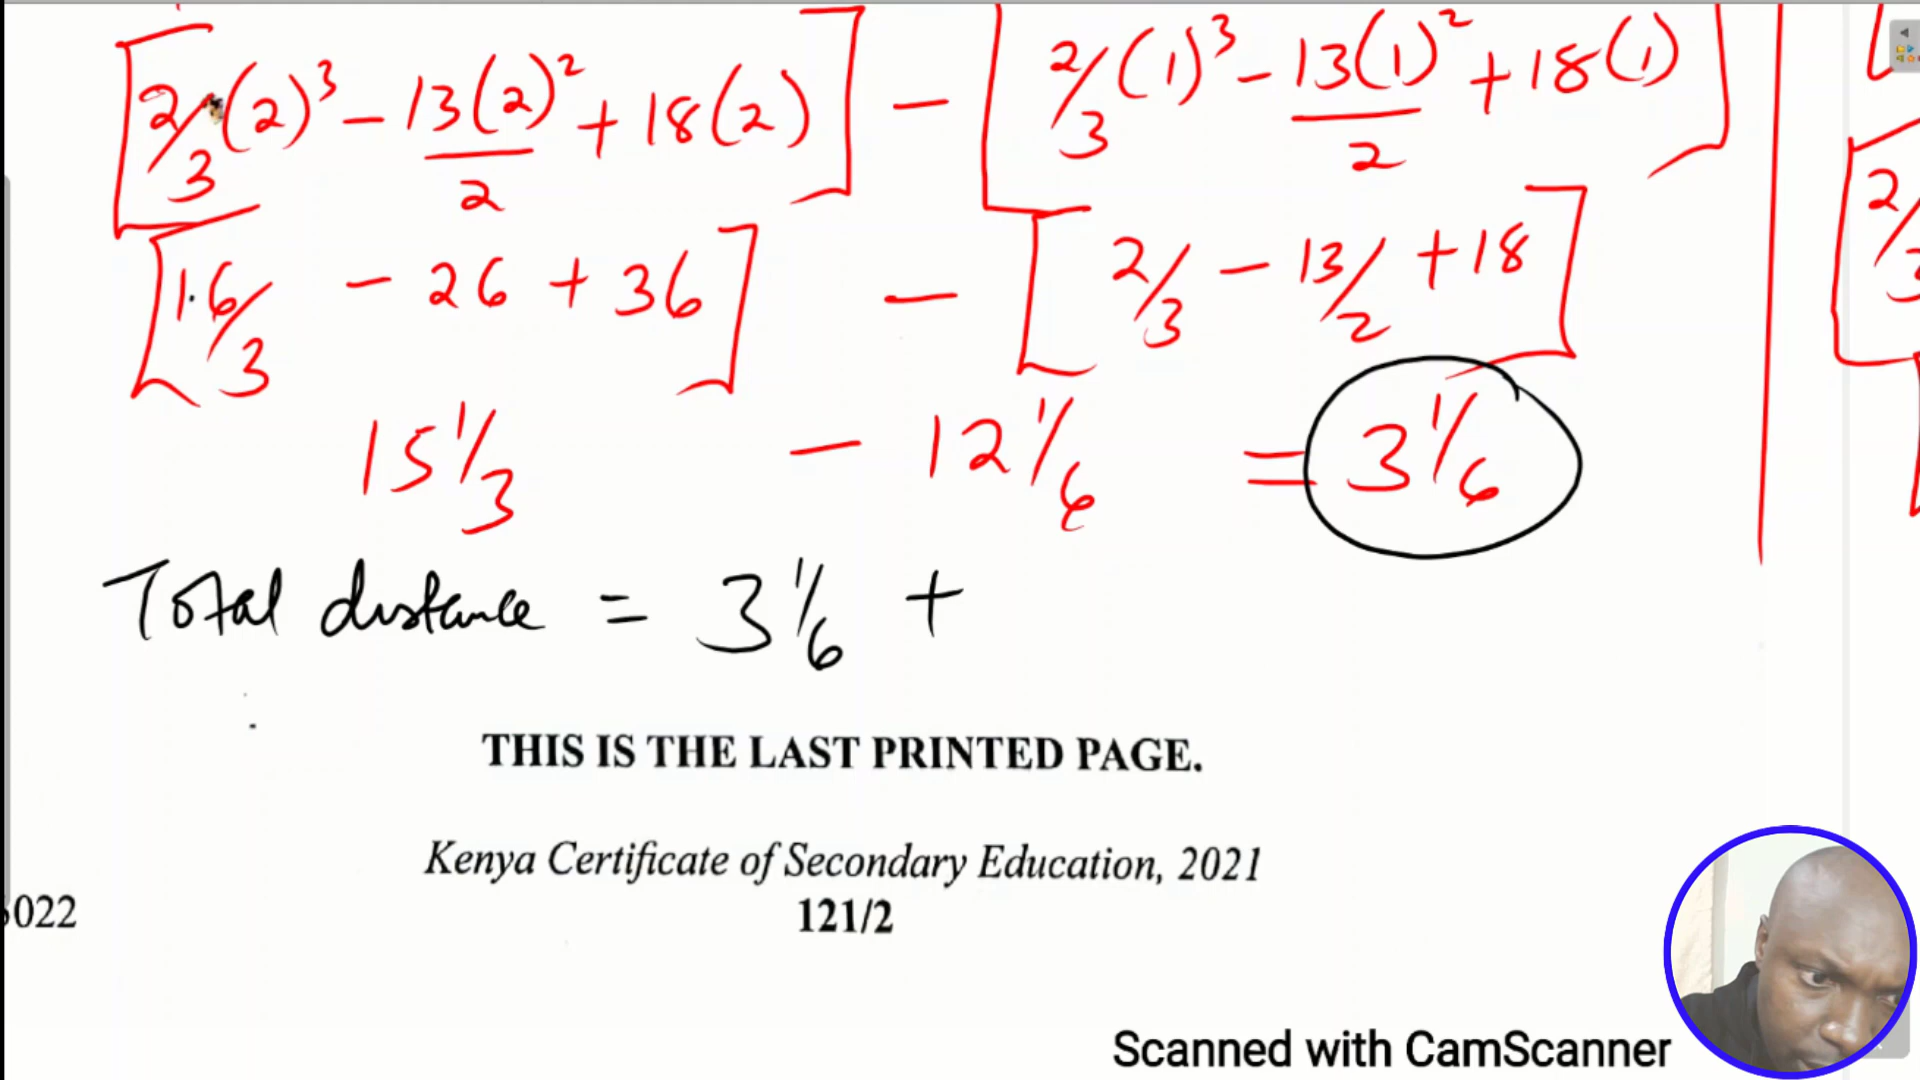 [2/3(2)³ - 13(2)²/2 + 18(2)] - [2/3(1)³ - 13(1)²/2 + 18(1)]
[16/3 - 26 + 36] - [2/3 - 13/2 + 18]
15 1/3 - 12 1/6 = 3 1/6
Total distance = 3 1/6 +
THIS IS THE LAST PRINTED PAGE.
Kenya Certificate of Secondary Education, 2021
022
121/2
Scanned with CamScanner